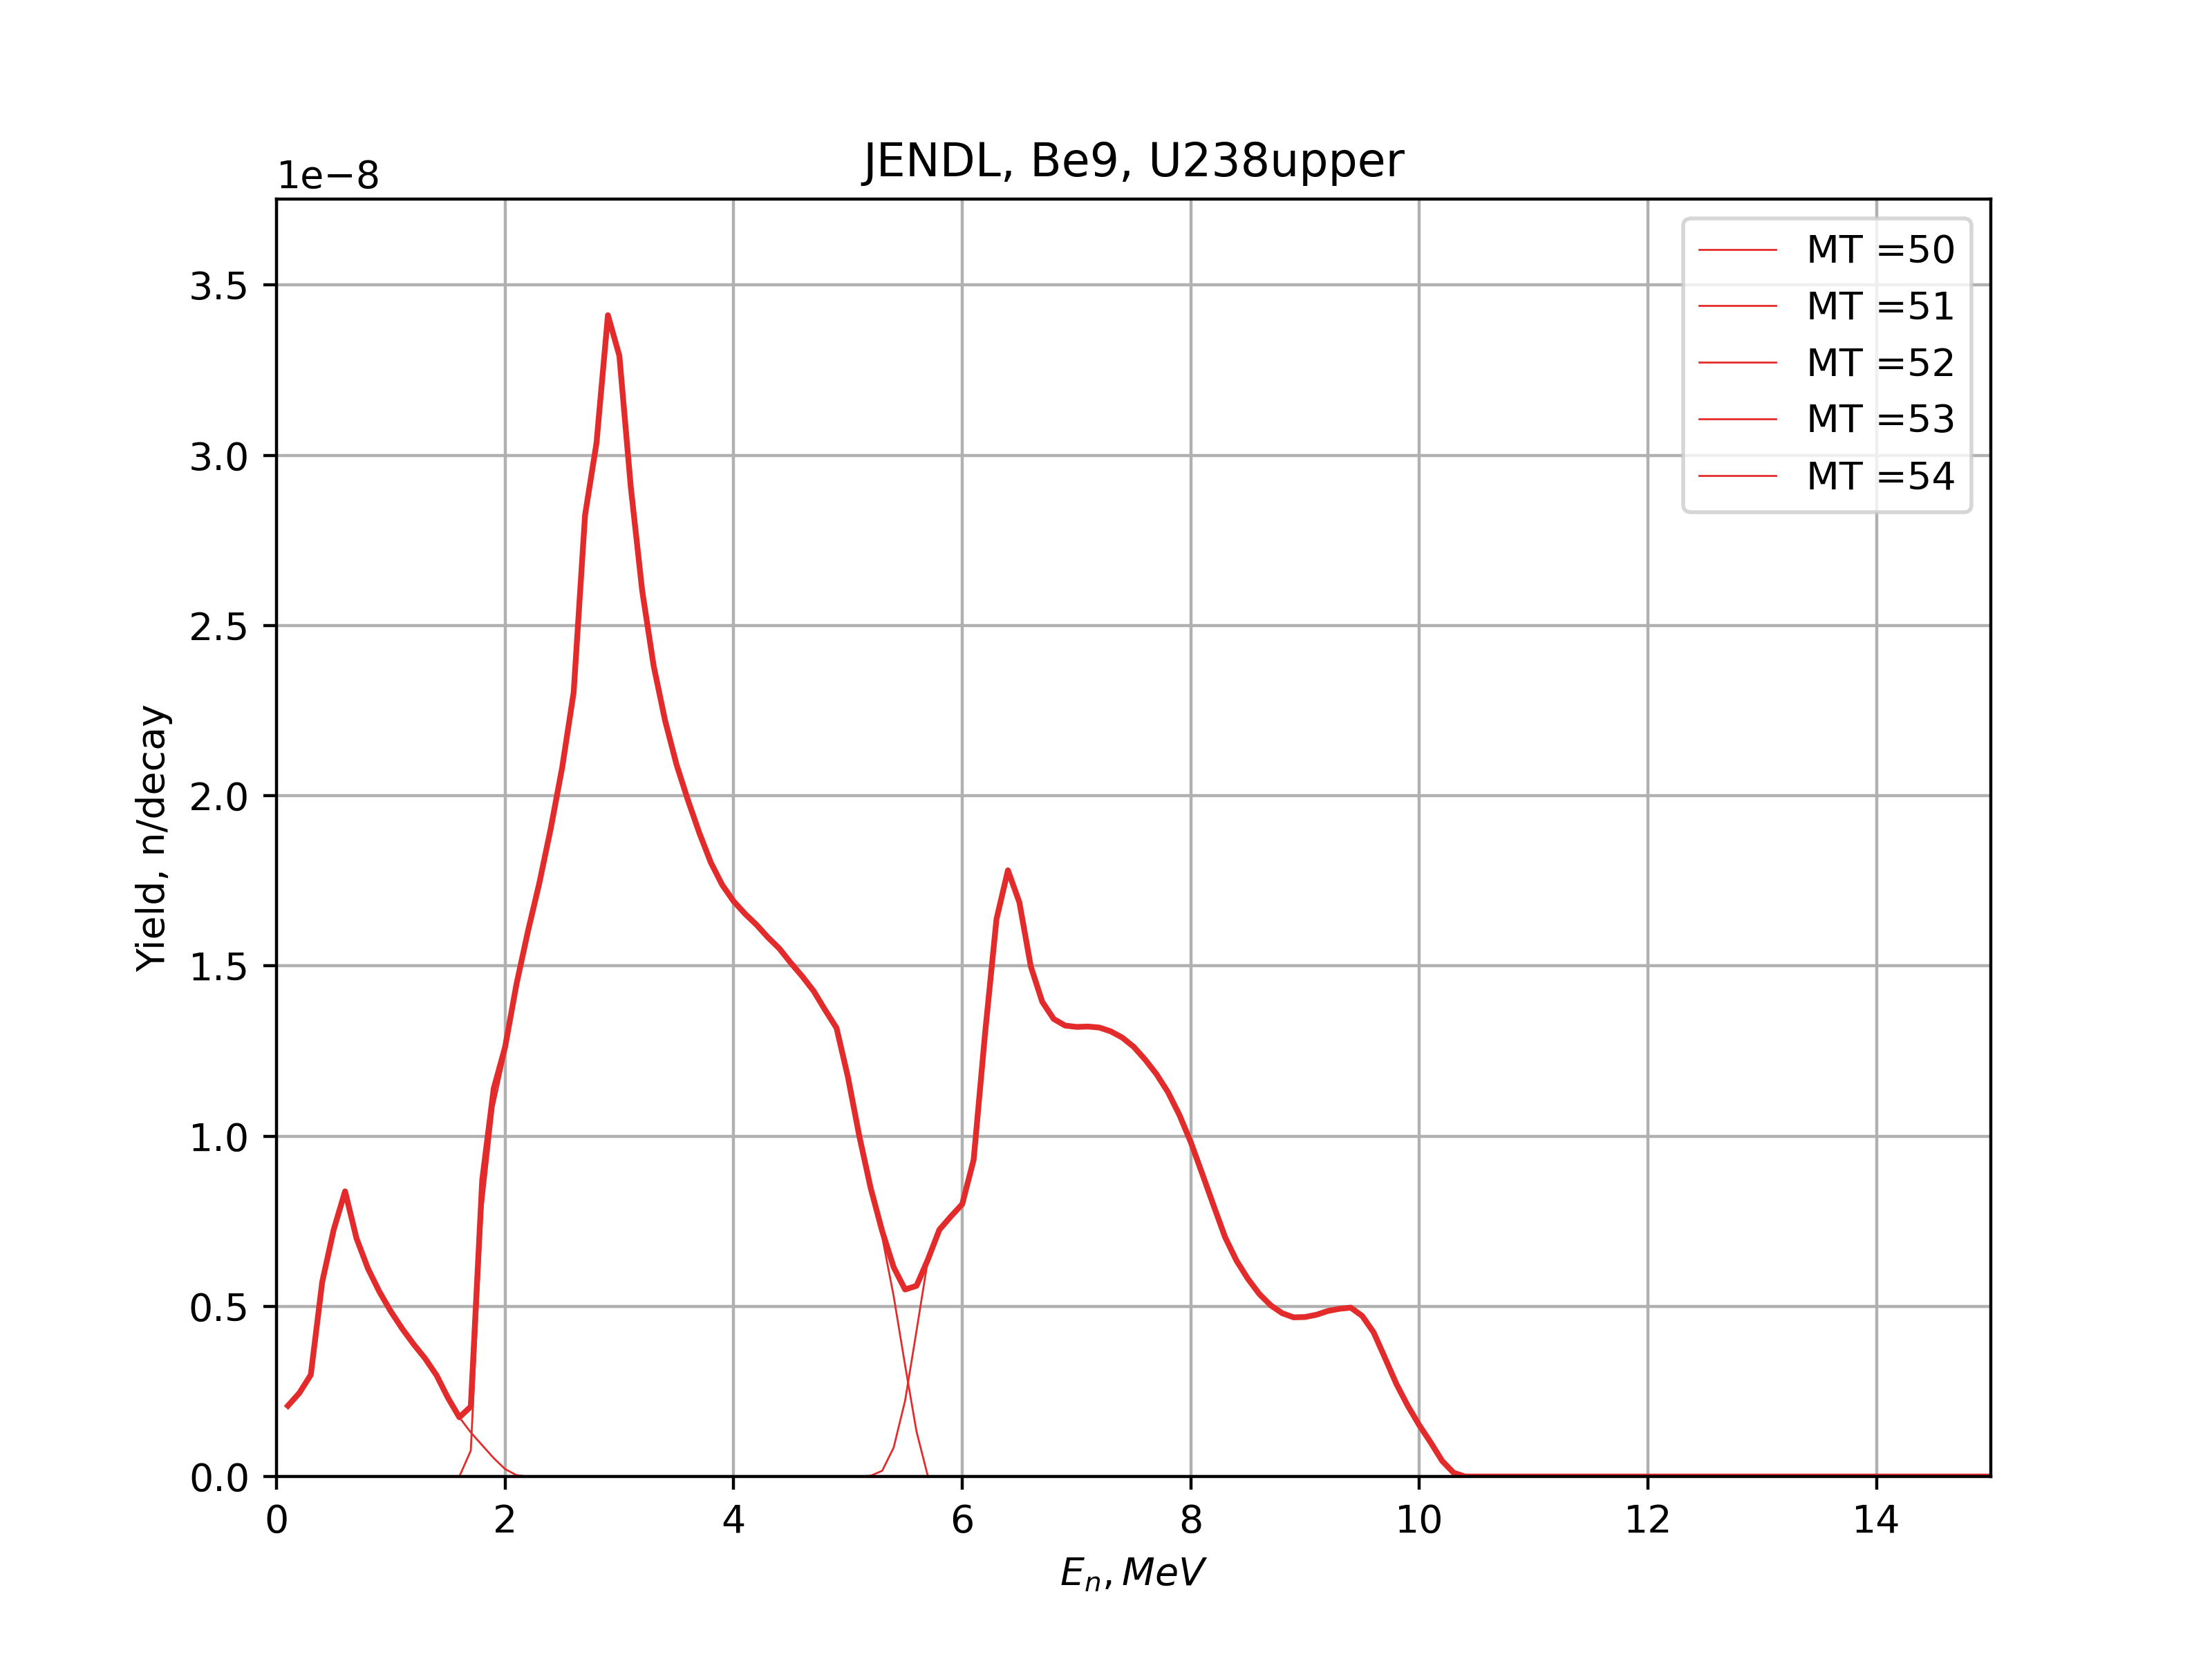 JENDL, Be9, U238upper
1e−8
3.5
3.0
2.5
2.0
1.5
1.0
0.5
0.0
Yield, n/decay
MT =50
MT =51
MT =52
MT =53
MT =54
0 2 4 6 8 10 12 14
Eₙ, MeV